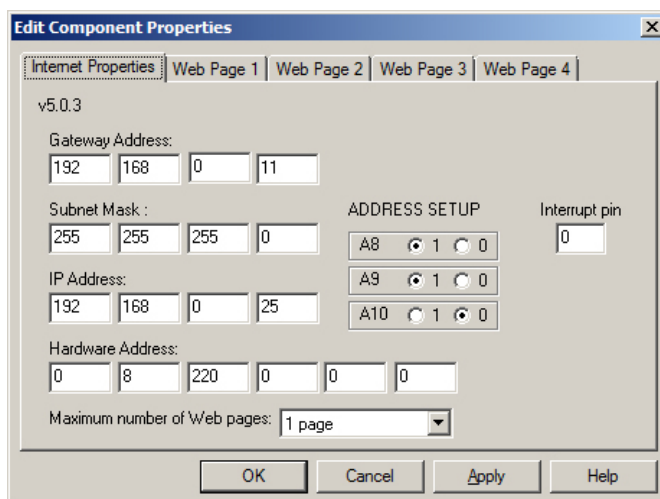 Edit Component Properties
Internet Properties Web Page 1 Web Page 2 Web Page 3 Web Page 4
v5.0.3
Gateway Address:
192 168 0 11
Subnet Mask :
255 255 255 0
IP Address:
192 168 0 25
ADDRESS SETUP
A8 1 0
A9 1 0
A10 1 0
Interrupt pin
0
Hardware Address:
0 8 220 0 0 0
Maximum number of Web pages: 1 page
OK Cancel Apply Help